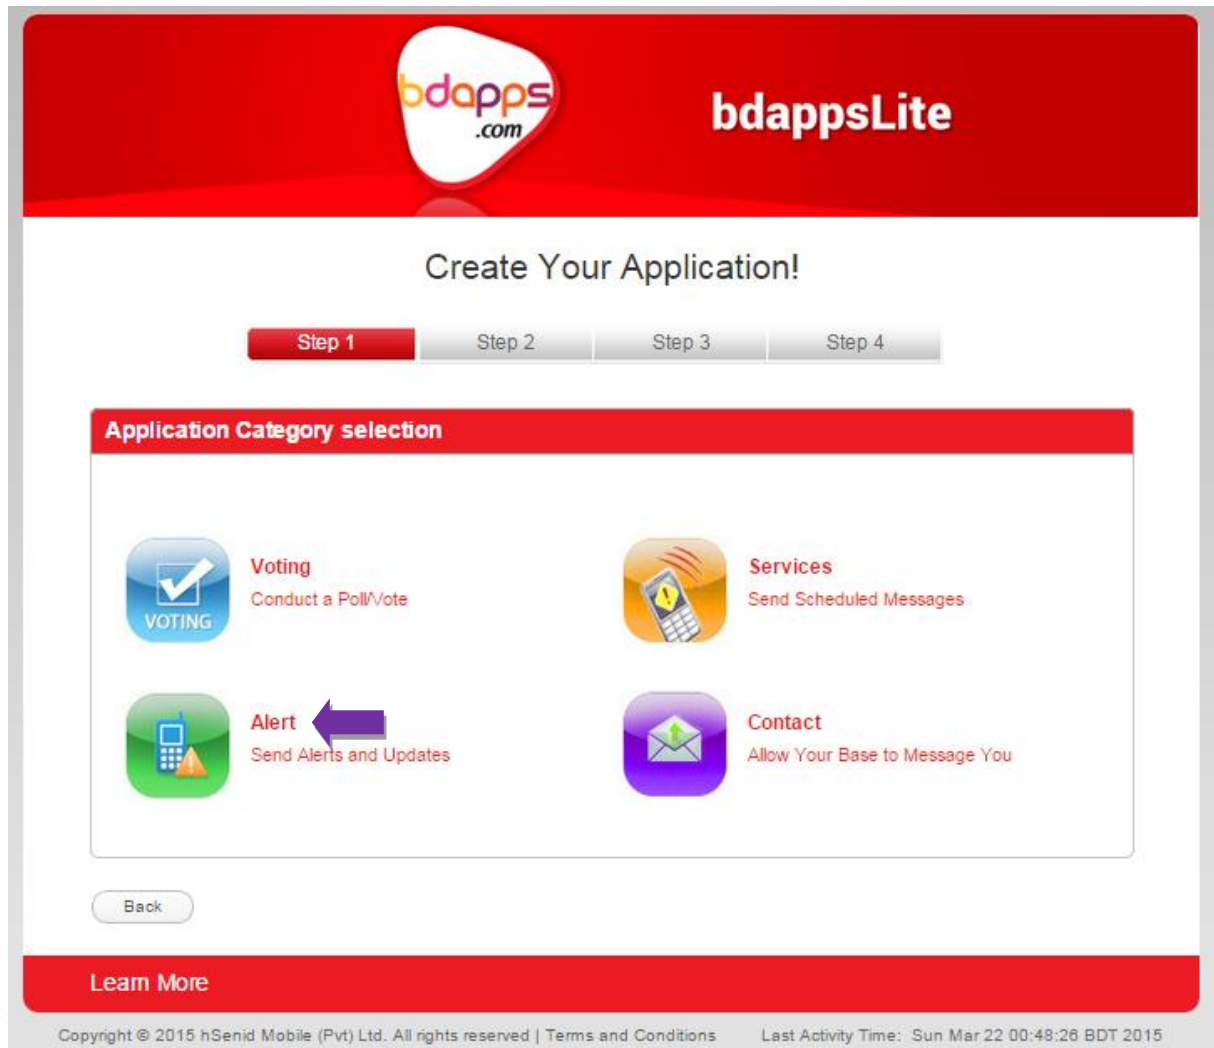 bdapps
.com
bdappsLite
Create Your Application!
Step 1
Step 2
Step 3
Step 4
Application Category selection
VOTING
Voting
Conduct a Poll/Vote
Services
Send Scheduled Messages
Alert
Send Alerts and Updates
Contact
Allow Your Base to Message You
Back
Learn More
Copyright © 2015 hSenid Mobile (Pvt) Ltd. All rights reserved | Terms and Conditions
Last Activity Time: Sun Mar 22 00:48:26 BDT 2015